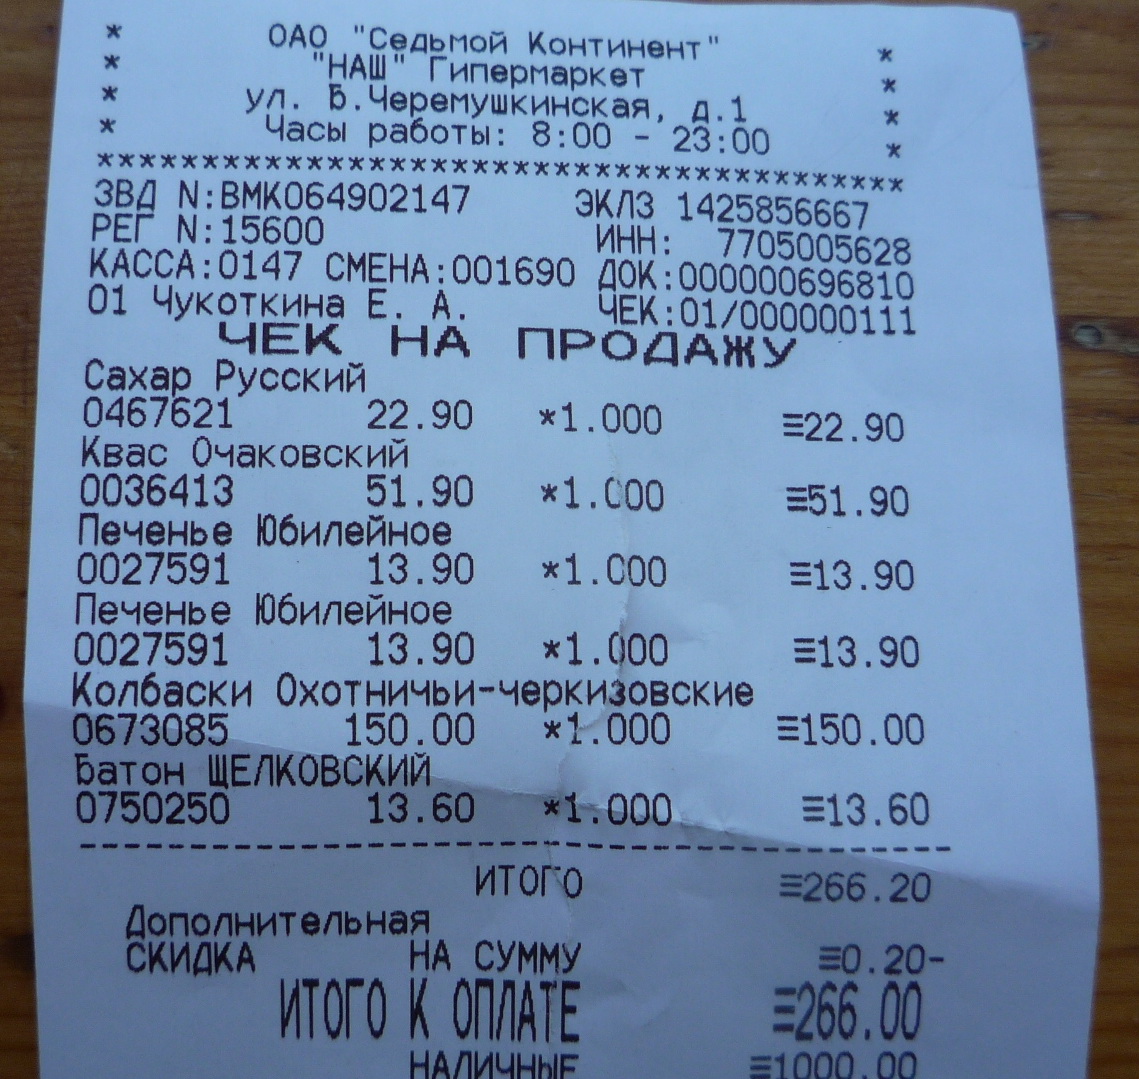 * ОАО "Седьмой Континент" *
* "НАШ" Гипермаркет *
* ул. Б.Черемушкинская, д.1 *
* Часы работы: 8:00 - 23:00 *
****************************************
ЗВД N:ВМК064902147 ЭКЛЗ 1425856667
РЕГ N:15600 ИНН: 7705005628
КАССА:0147 СМЕНА:001690 ДОК:000000696810
01 Чукоткина Е. А. ЧЕК:01/000000111
ЧЕК НА ПРОДАЖУ
Сахар Русский
0467621 22.90 *1.000 ≡22.90
Квас Очаковский
0036413 51.90 *1.000 ≡51.90
Печенье Юбилейное
0027591 13.90 *1.000 ≡13.90
Печенье Юбилейное
0027591 13.90 *1.000 ≡13.90
Колбаски Охотничьи-черкизовские
0673085 150.00 *1.000 ≡150.00
Батон ЩЕЛКОВСКИЙ
0750250 13.60 *1.000 ≡13.60
----------------------------------------
ИТОГО ≡266.20
Дополнительная
СКИДКА НА СУММУ ≡0.20-
ИТОГО К ОПЛАТЕ ≡266.00
НАЛИЧНЫЕ ≡1000.00